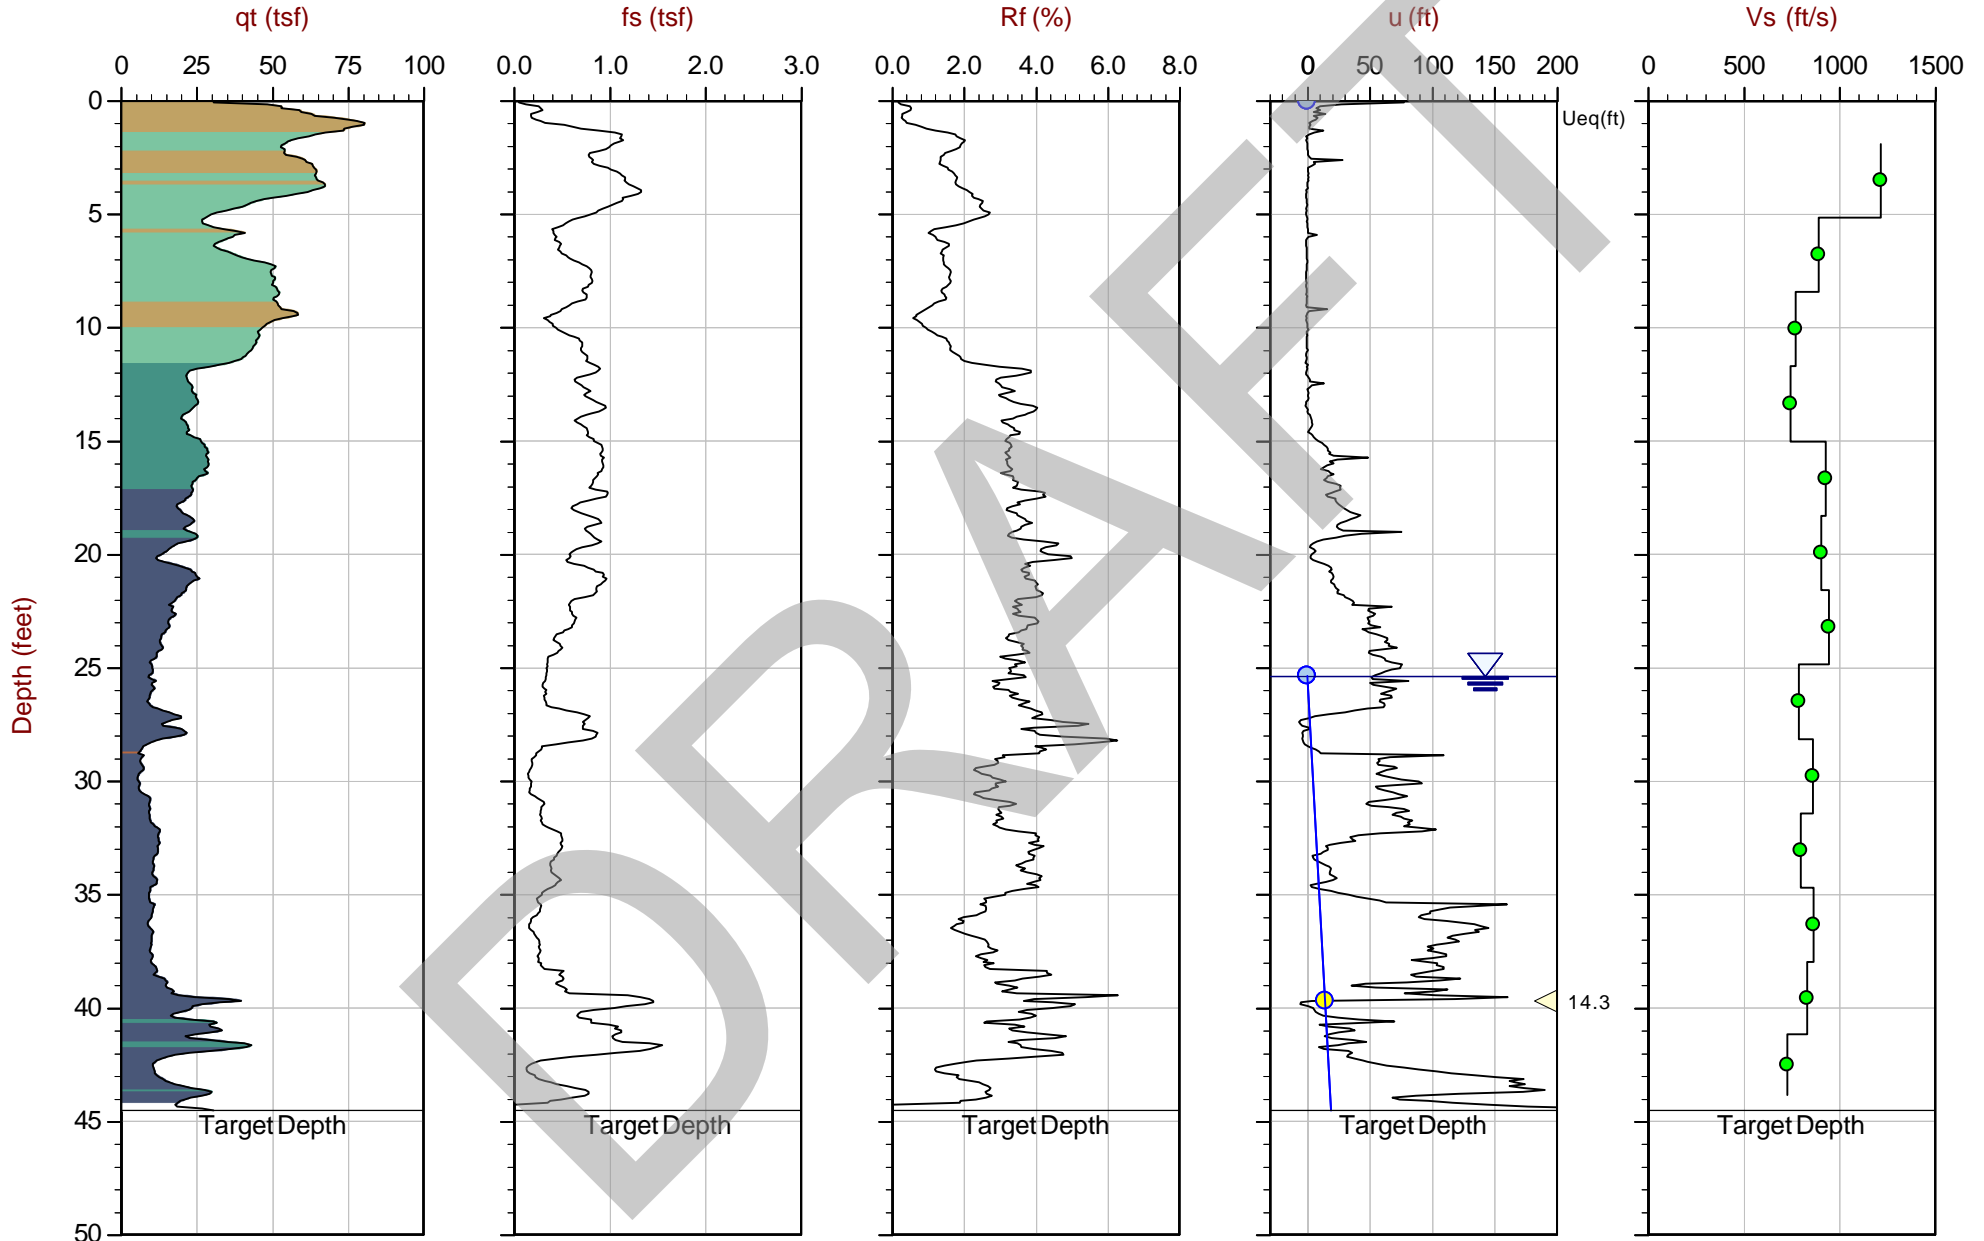 qt (tsf) fs (tsf) Rf (%) u (ft) Vs (ft/s)
0 25 50 75 100 0.0 1.0 2.0 3.0 0.0 2.0 4.0 6.0 8.0 0 50 100 150 200 0 500 1000 1500
0
Ueq(ft)
5
10
15
20
Depth (feet)
25
30
35
40
14.3
Target Depth Target Depth Target Depth Target Depth Target Depth
45
50
DRAFT